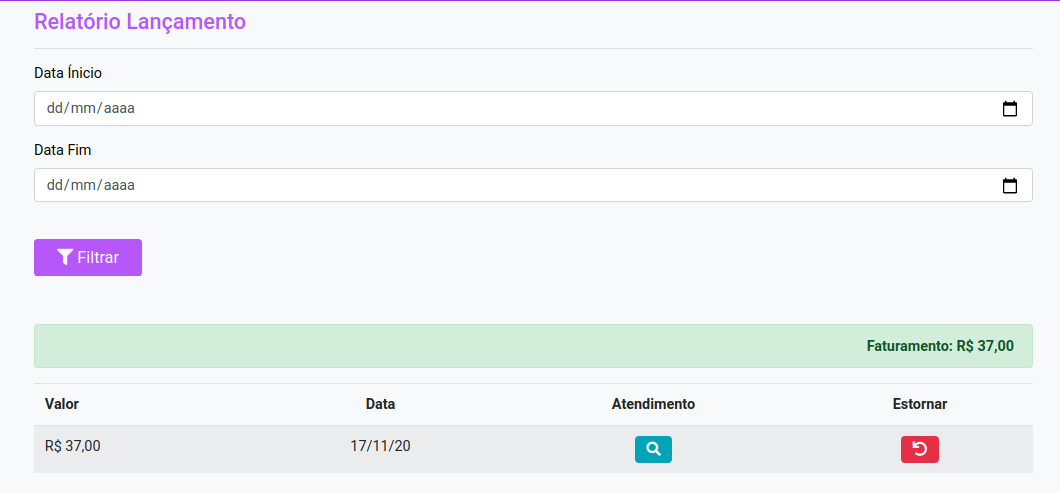 Relatório Lançamento
Data Ínicio
dd/mm/aaaa
Data Fim
dd/mm/aaaa
Filtrar
Faturamento: R$ 37,00
Valor Data Atendimento Estornar
R$ 37,00 17/11/20